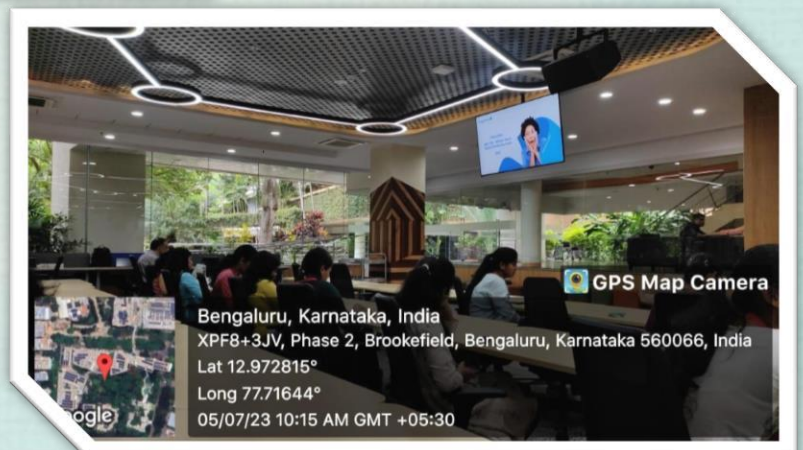 GPS Map Camera
Bengaluru, Karnataka, India
XPF8+3JV, Phase 2, Brookefield, Bengaluru, Karnataka 560066, India
Lat 12.972815°
Long 77.71644°
05/07/23 10:15 AM GMT +05:30